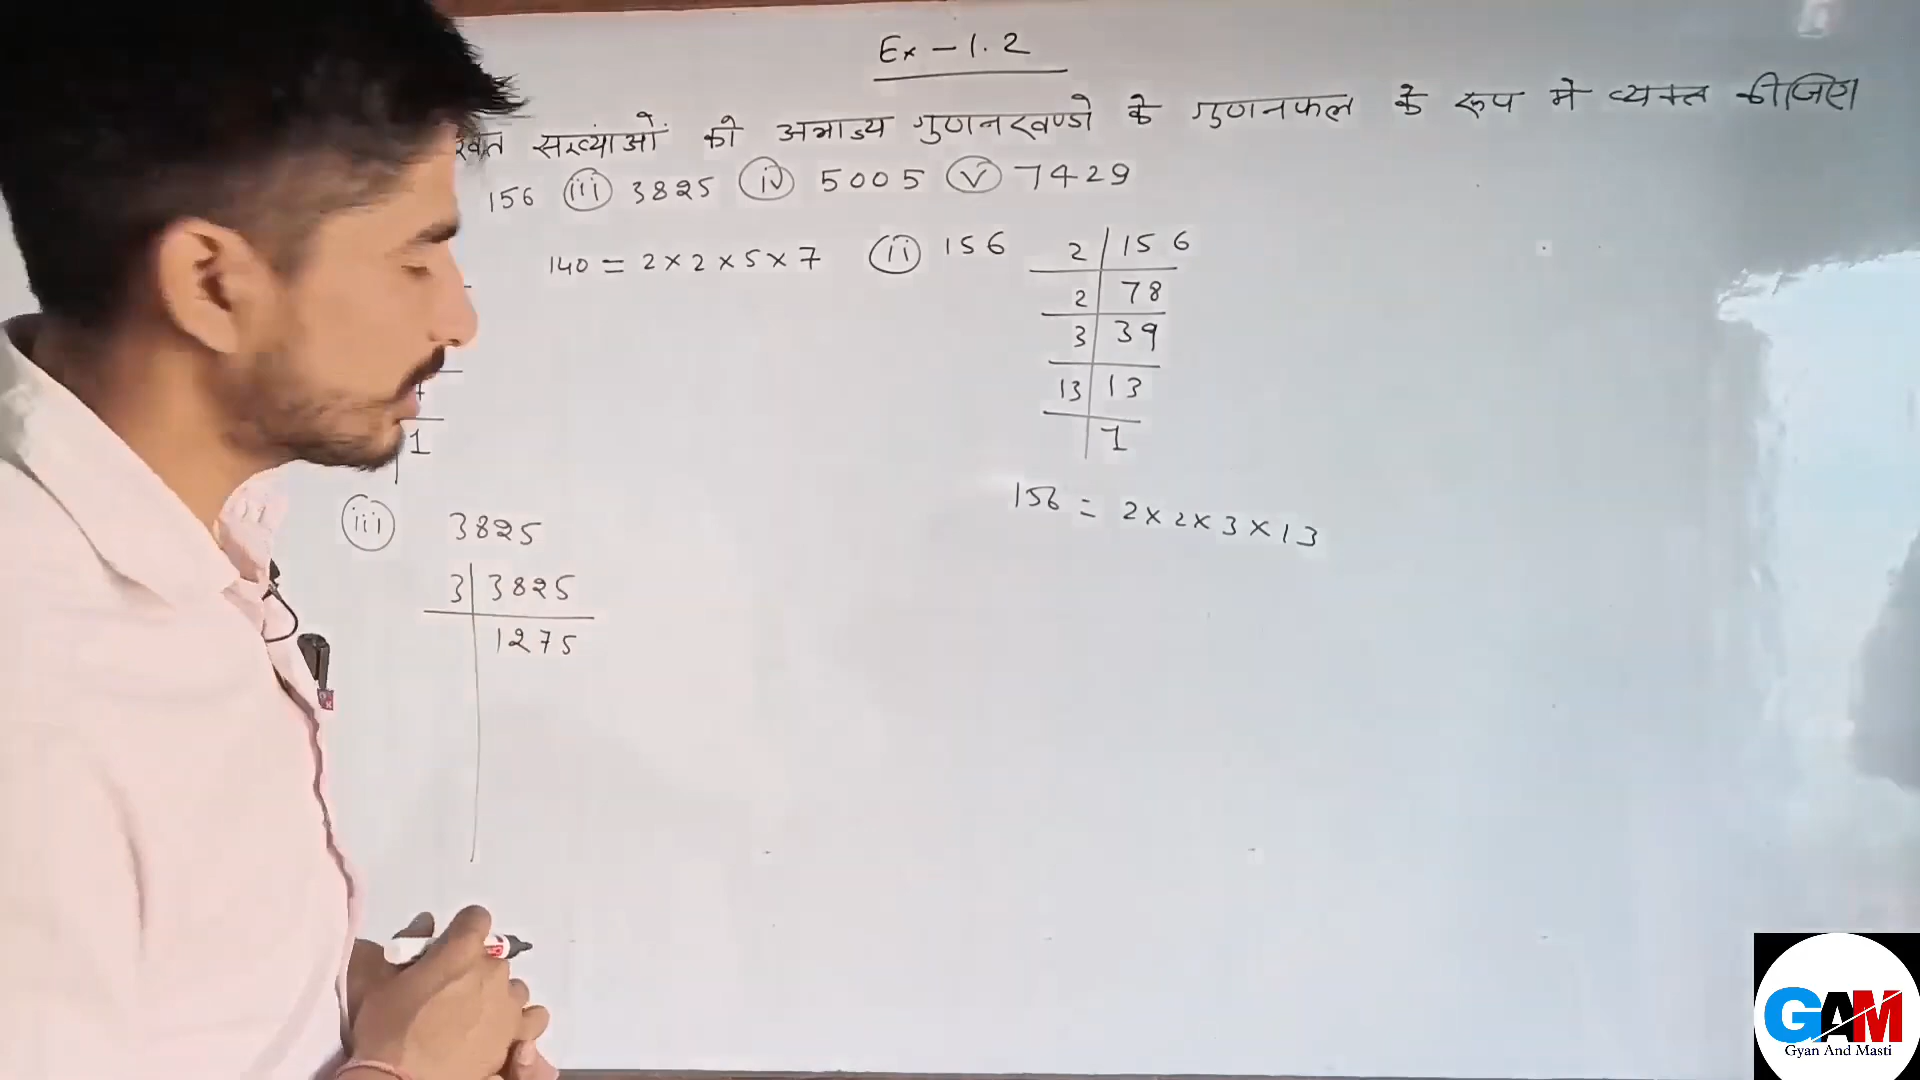 Ex - 1.2
संख्यांओं को अभाज्य गुणनखण्डो के गुणनफल के रूप मे व्यक्त कीजिए।
156 (iii) 3825 (iv) 5005 (v) 7429
140 = 2 × 2 × 5 × 7
1
(ii) 156
2 | 156
2 | 78
3 | 39
13 | 13
1
156 = 2 × 2 × 3 × 13
(iii) 3825
3 | 3825
1275
GAM
Gyan And Masti